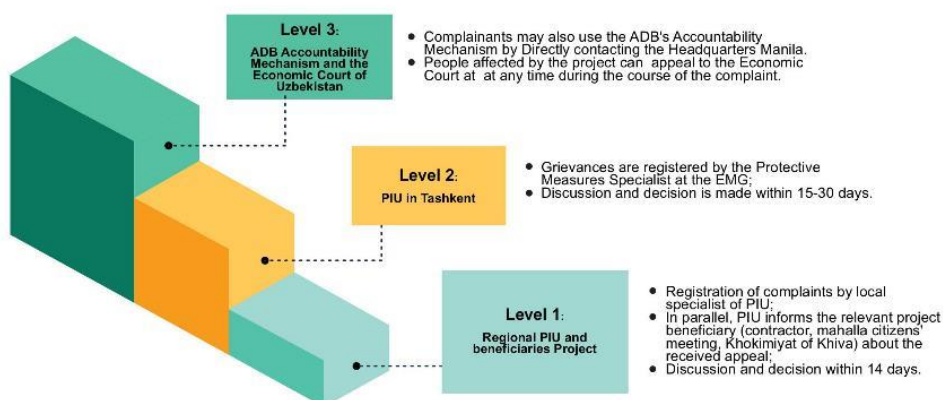 Level 3:
ADB Accountability
Mechanism and the
Economic Court of
Uzbekistan
• Complainants may also use the ADB's Accountability
Mechanism by Directly contacting the Headquarters Manila.
• People affected by the project can appeal to the Economic
Court at at any time during the course of the complaint.
Level 2:
PIU in Tashkent
• Grievances are registered by the Protective
Measures Specialist at the EMG;
• Discussion and decision is made within 15-30 days.
Level 1:
Regional PIU and
beneficiaries Project
• Registration of complaints by local
specialist of PIU;
• In parallel, PIU informs the relevant project
beneficiary (contractor, mahalla citizens'
meeting, Khokimiyat of Khiva) about the
received appeal;
• Discussion and decision within 14 days.